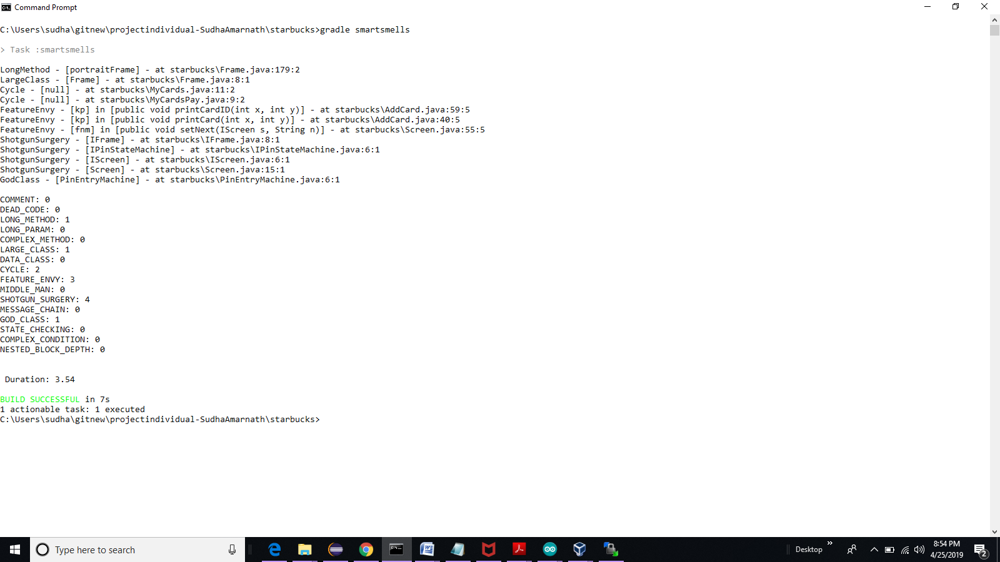 Command Prompt
C:\Users\sudha\gitnew\projectindividual-SudhaAmarnath\starbucks>gradle smartsmells
> Task :smartsmells
LongMethod - [portraitFrame] - at starbucks\Frame.java:179:2
LargeClass - [Frame] - at starbucks\Frame.java:8:1
Cycle - [null] - at starbucks\MyCards.java:11:2
Cycle - [null] - at starbucks\MyCardsPay.java:9:2
FeatureEnvy - [kp] in [public void printCardID(int x, int y)] - at starbucks\AddCard.java:59:5
FeatureEnvy - [kp] in [public void printCard(int x, int y)] - at starbucks\AddCard.java:40:5
FeatureEnvy - [fnm] in [public void setNext(IScreen s, String n)] - at starbucks\Screen.java:55:5
ShotgunSurgery - [IFrame] - at starbucks\IFrame.java:8:1
ShotgunSurgery - [IPinStateMachine] - at starbucks\IPinStateMachine.java:6:1
ShotgunSurgery - [IScreen] - at starbucks\IScreen.java:6:1
ShotgunSurgery - [Screen] - at starbucks\Screen.java:15:1
GodClass - [PinEntryMachine] - at starbucks\PinEntryMachine.java:6:1
COMMENT: 0
DEAD_CODE: 0
LONG_METHOD: 1
LONG_PARAM: 0
COMPLEX_METHOD: 0
LARGE_CLASS: 1
DATA_CLASS: 0
CYCLE: 2
FEATURE_ENVY: 3
MIDDLE_MAN: 0
SHOTGUN_SURGERY: 4
MESSAGE_CHAIN: 0
GOD_CLASS: 1
STATE_CHECKING: 0
COMPLEX_CONDITION: 0
NESTED_BLOCK_DEPTH: 0
Duration: 3.54
BUILD SUCCESSFUL in 7s
1 actionable task: 1 executed
C:\Users\sudha\gitnew\projectindividual-SudhaAmarnath\starbucks>
Type here to search
Desktop
8:54 PM
4/25/2019
2